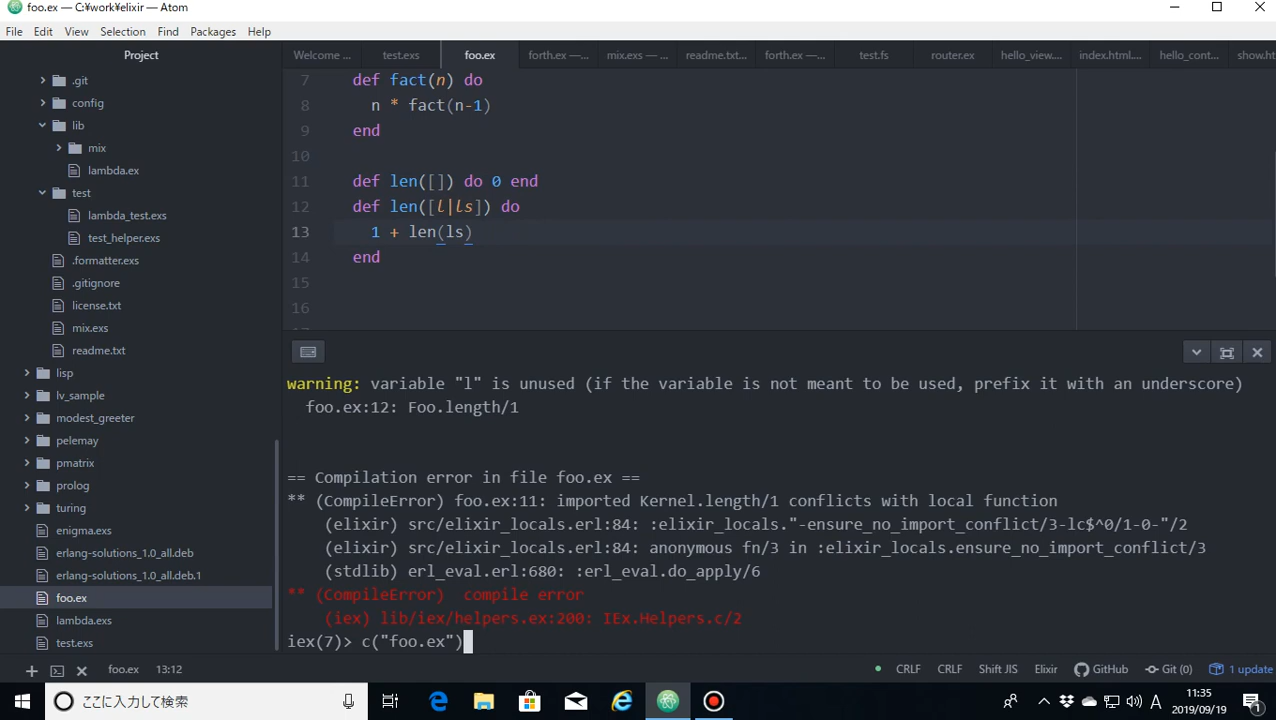 foo.ex — C:¥work¥elixir — Atom
File Edit View Selection Find Packages Help
Project
Welcome ... test.exs foo.ex forth.ex —... mix.exs — ... readme.txt... forth.ex —... test.fs router.ex hello_view.... index.html.... hello_cont... show.ht
.git
config
lib
mix
lambda.ex
test
lambda_test.exs
test_helper.exs
.formatter.exs
.gitignore
license.txt
mix.exs
readme.txt
lisp
lv_sample
modest_greeter
pelemay
pmatrix
prolog
turing
enigma.exs
erlang-solutions_1.0_all.deb
erlang-solutions_1.0_all.deb.1
foo.ex
lambda.exs
test.exs
7 def fact(n) do
8 n * fact(n-1)
9 end
10
11 def len([]) do 0 end
12 def len([l|ls]) do
13 1 + len(ls)
14 end
15
16
warning: variable "l" is unused (if the variable is not meant to be used, prefix it with an underscore)
foo.ex:12: Foo.length/1
== Compilation error in file foo.ex ==
** (CompileError) foo.ex:11: imported Kernel.length/1 conflicts with local function
(elixir) src/elixir_locals.erl:84: :elixir_locals."-ensure_no_import_conflict/3-lc$^0/1-0-"/2
(elixir) src/elixir_locals.erl:84: anonymous fn/3 in :elixir_locals.ensure_no_import_conflict/3
(stdlib) erl_eval.erl:680: :erl_eval.do_apply/6
** (CompileError)  compile error
(iex) lib/iex/helpers.ex:200: IEx.Helpers.c/2
iex(7)> c("foo.ex")
foo.ex 13:12 CRLF CRLF Shift JIS Elixir GitHub Git (0) 1 update
ここに入力して検索
A 11:35
2019/09/19
1